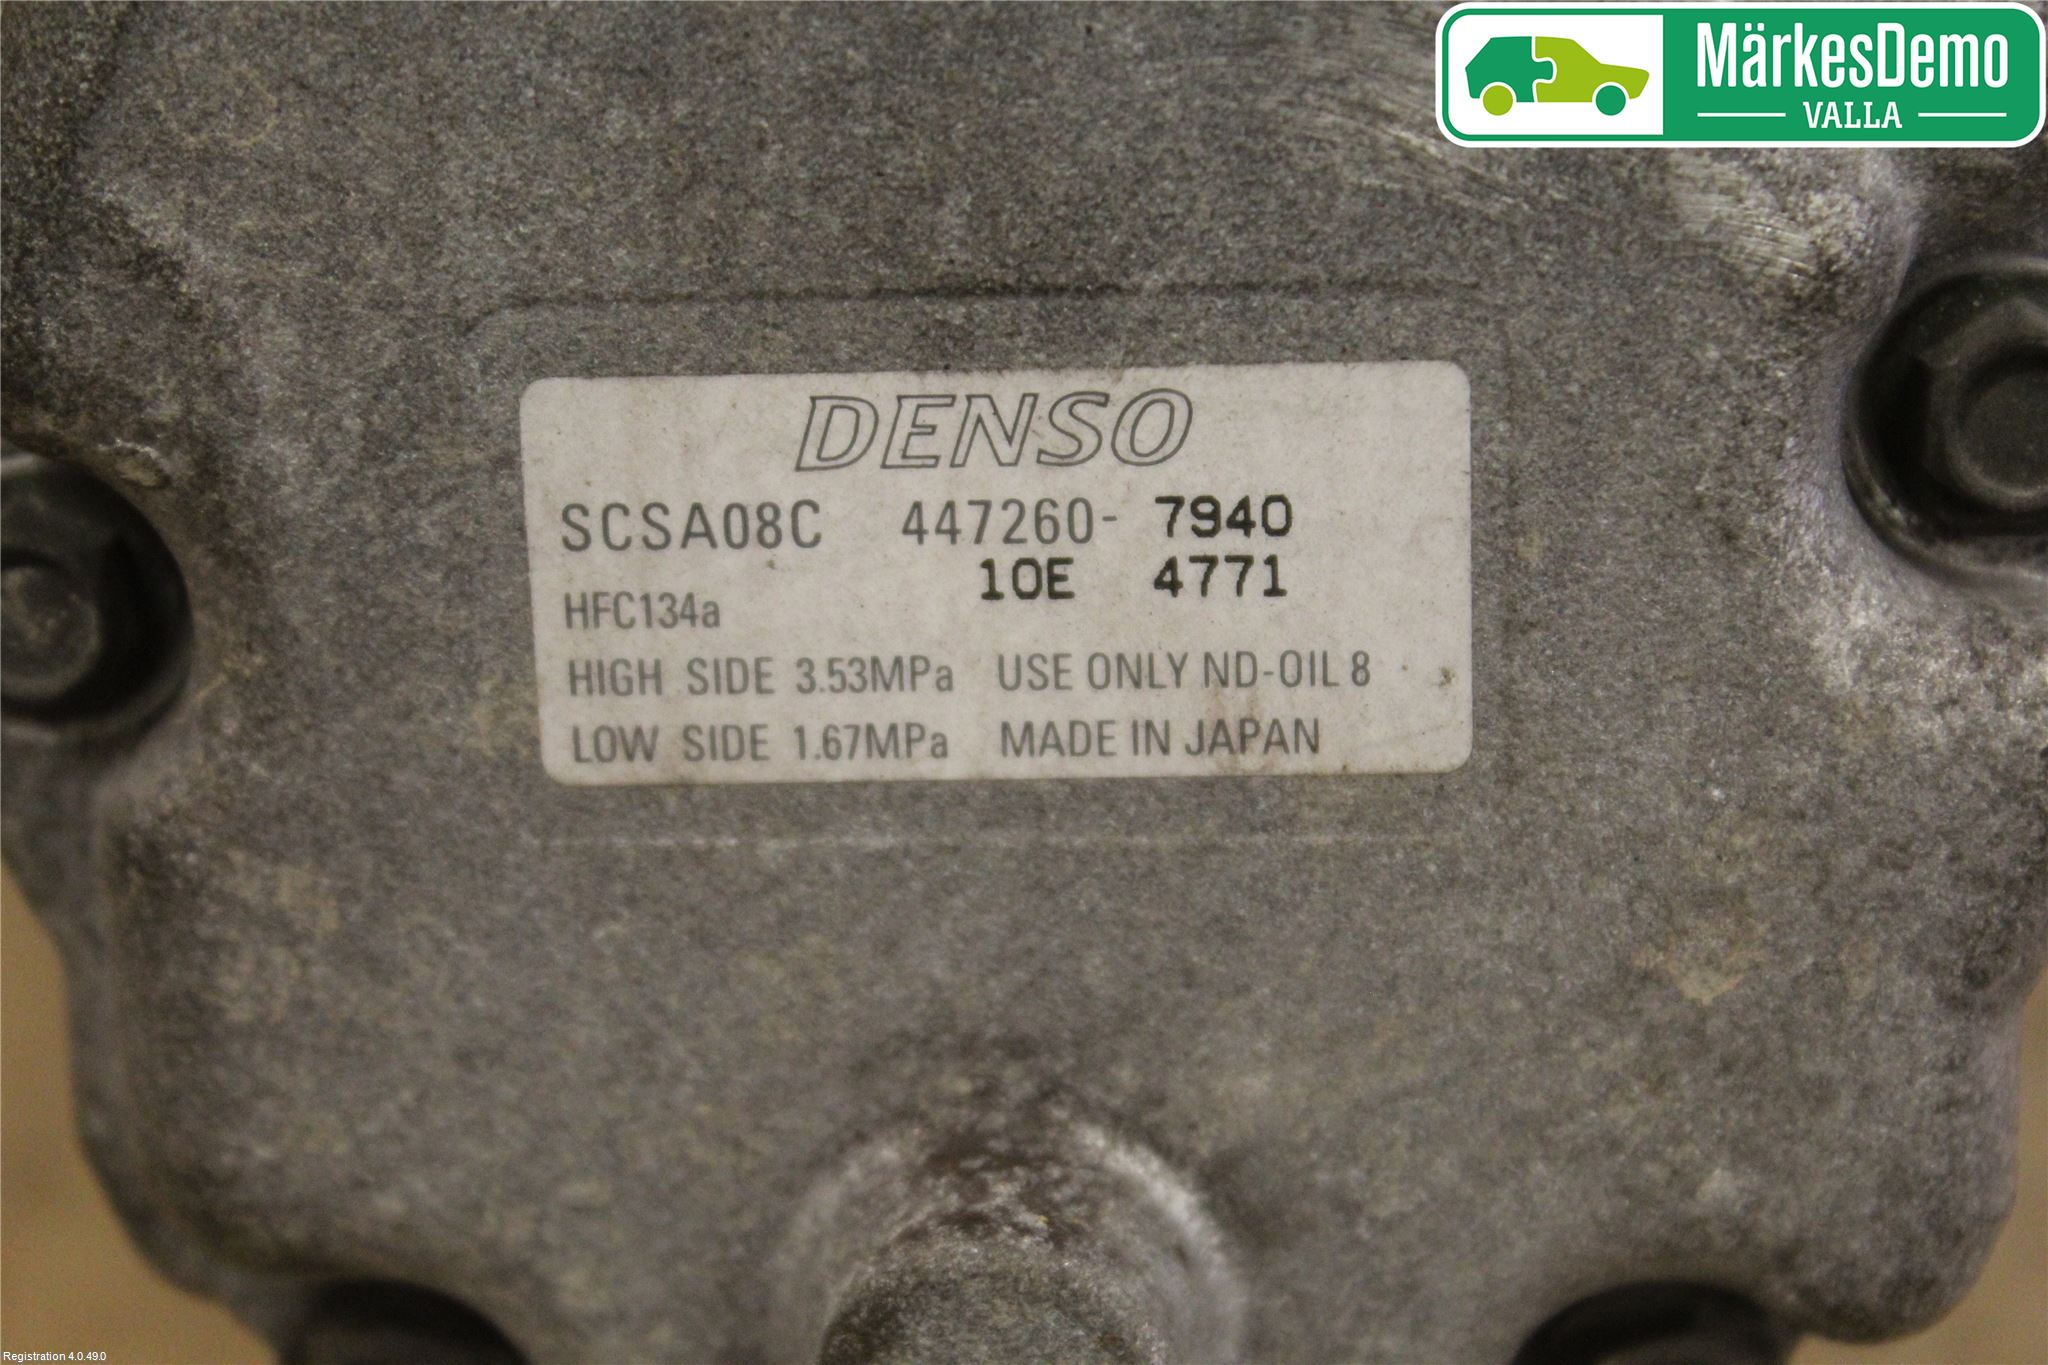 MärkesDemo
VALLA
DENSO
SCSA08C 447260- 7940
10E 4771
HFC134a
HIGH SIDE 3.53MPa USE ONLY ND-OIL 8
LOW SIDE 1.67MPa MADE IN JAPAN
Registration 4.0.49.0